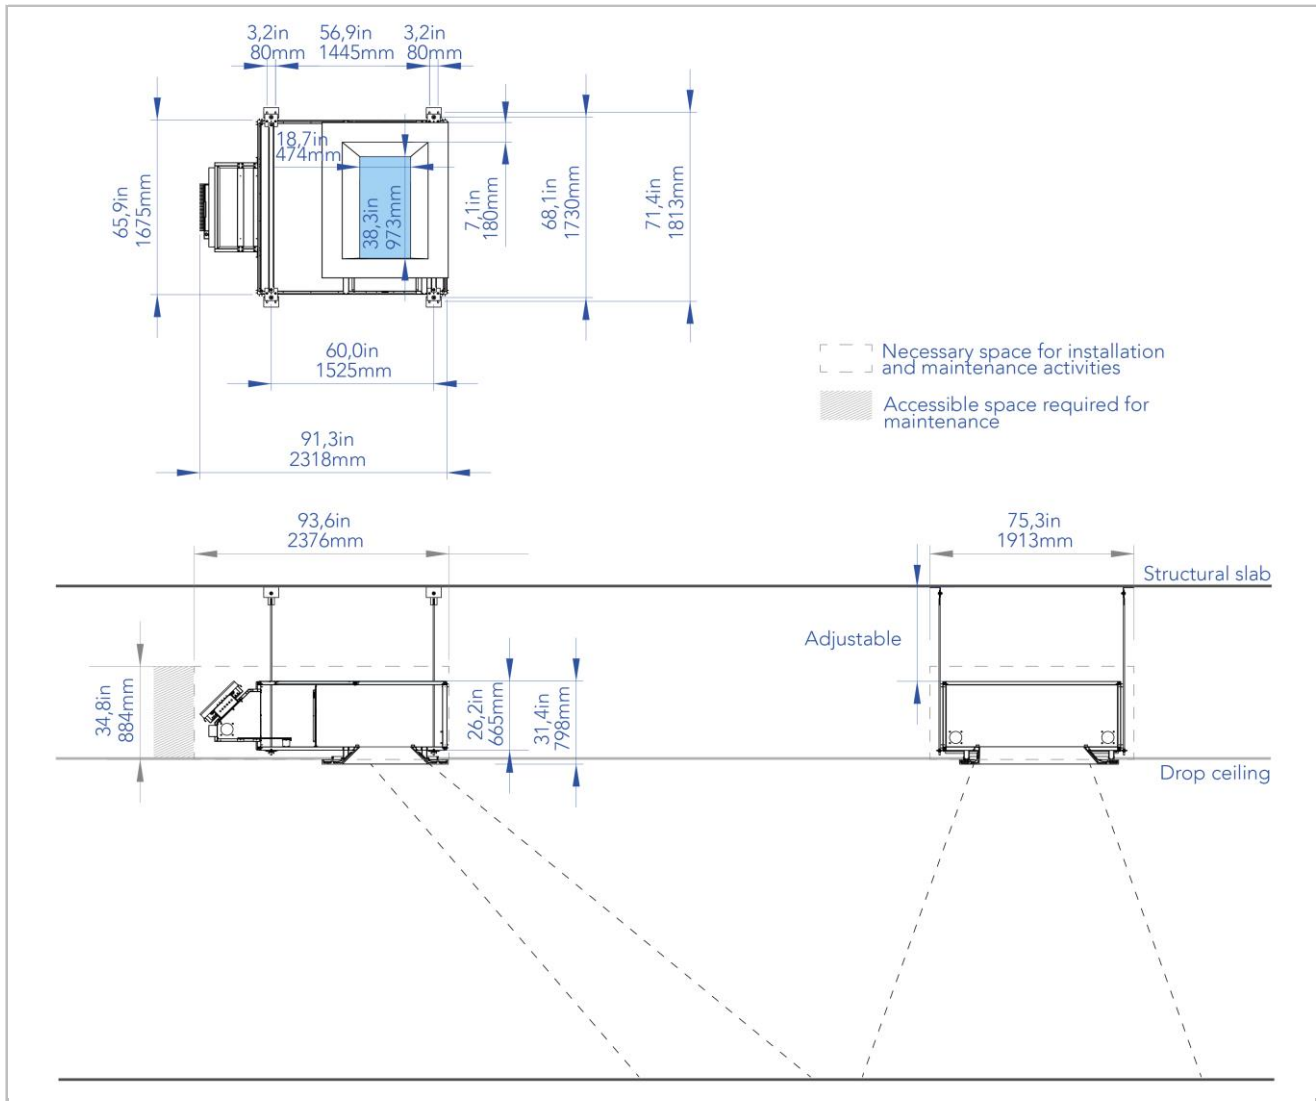 3,2in
80mm
56,9in
1445mm
3,2in
80mm
18,7in
474mm
65,9in
1675mm
38,3in
973mm
7,1in
180mm
68,1in
1730mm
71,4in
1813mm
60,0in
1525mm
91,3in
2318mm
Necessary space for installation
and maintenance activities
Accessible space required for
maintenance
93,6in
2376mm
75,3in
1913mm
Structural slab
Adjustable
34,8in
884mm
26,2in
665mm
31,4in
798mm
Drop ceiling